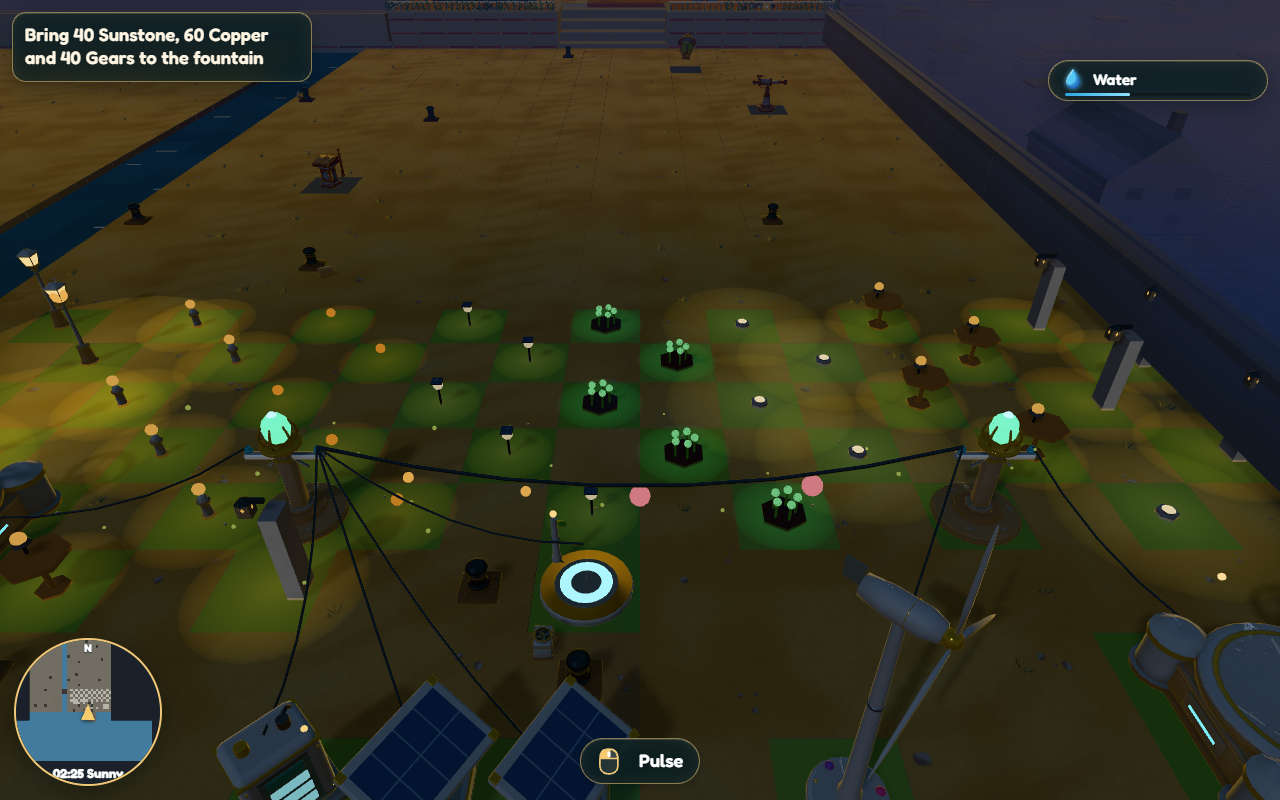 Bring 40 Sunstone, 60 Copper
and 40 Gears to the fountain
Water
N
02:25 Sunny
Pulse